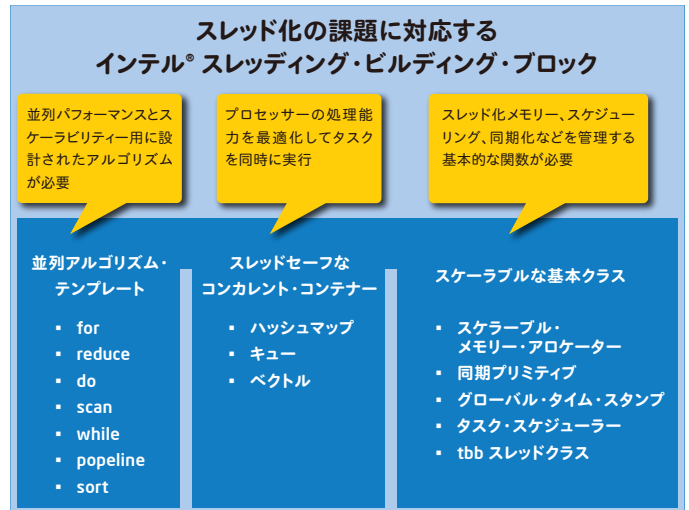 スレッド化の課題に対応する
インテル® スレッディング・ビルディング・ブロック
並列パフォーマンスとス
ケーラビリティー用に設
計されたアルゴリズム
が必要
プロセッサーの処理能
力を最適化してタスク
を同時に実行
スレッド化メモリー、スケジュー
リング、同期化などを管理する
基本的な関数が必要
並列アルゴリズム・
テンプレート
▪ for
▪ reduce
▪ do
▪ scan
▪ while
▪ popeline
▪ sort
スレッドセーフな
コンカレント・コンテナー
▪ ハッシュマップ
▪ キュー
▪ ベクトル
スケーラブルな基本クラス
▪ スケラーブル・
メモリー・アロケーター
▪ 同期プリミティブ
▪ グローバル・タイム・スタンプ
▪ タスク・スケジューラー
▪ tbb スレッドクラス